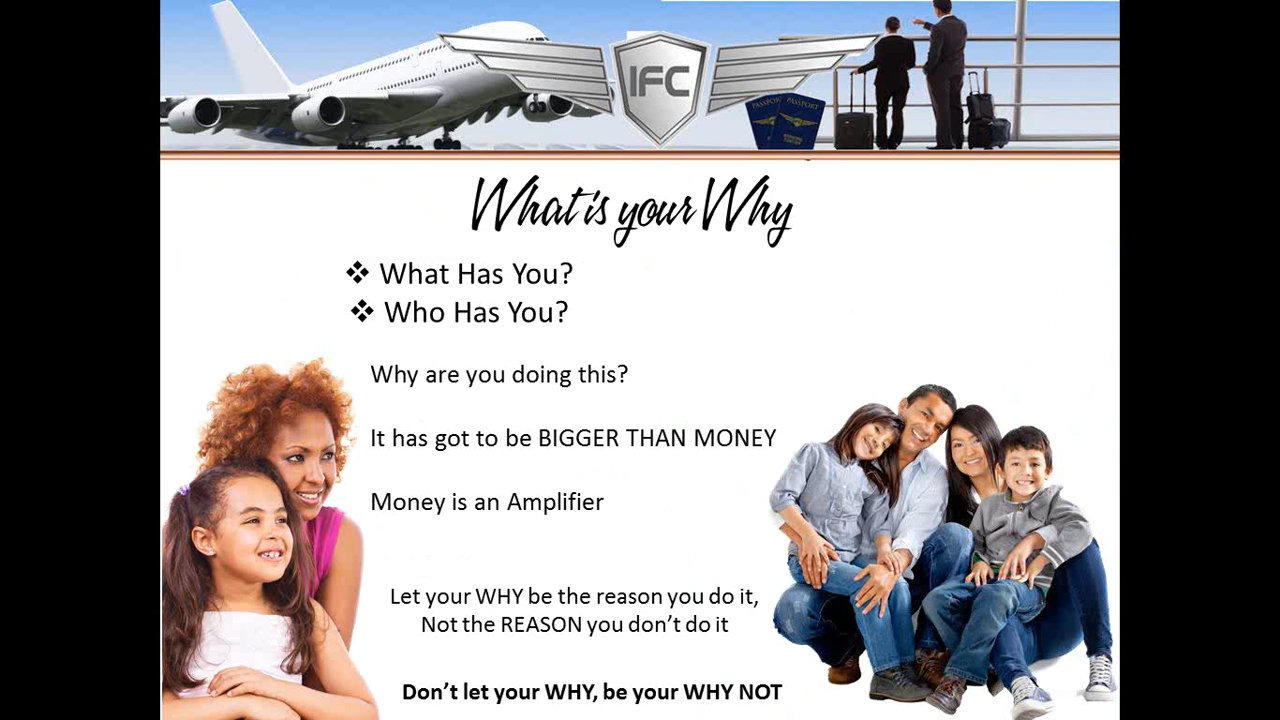 IFC
PASSPORT PASSPORT
What is your Why
What Has You?
Who Has You?
Why are you doing this?
It has got to be BIGGER THAN MONEY
Money is an Amplifier
Let your WHY be the reason you do it,
Not the REASON you don't do it
Don't let your WHY, be your WHY NOT